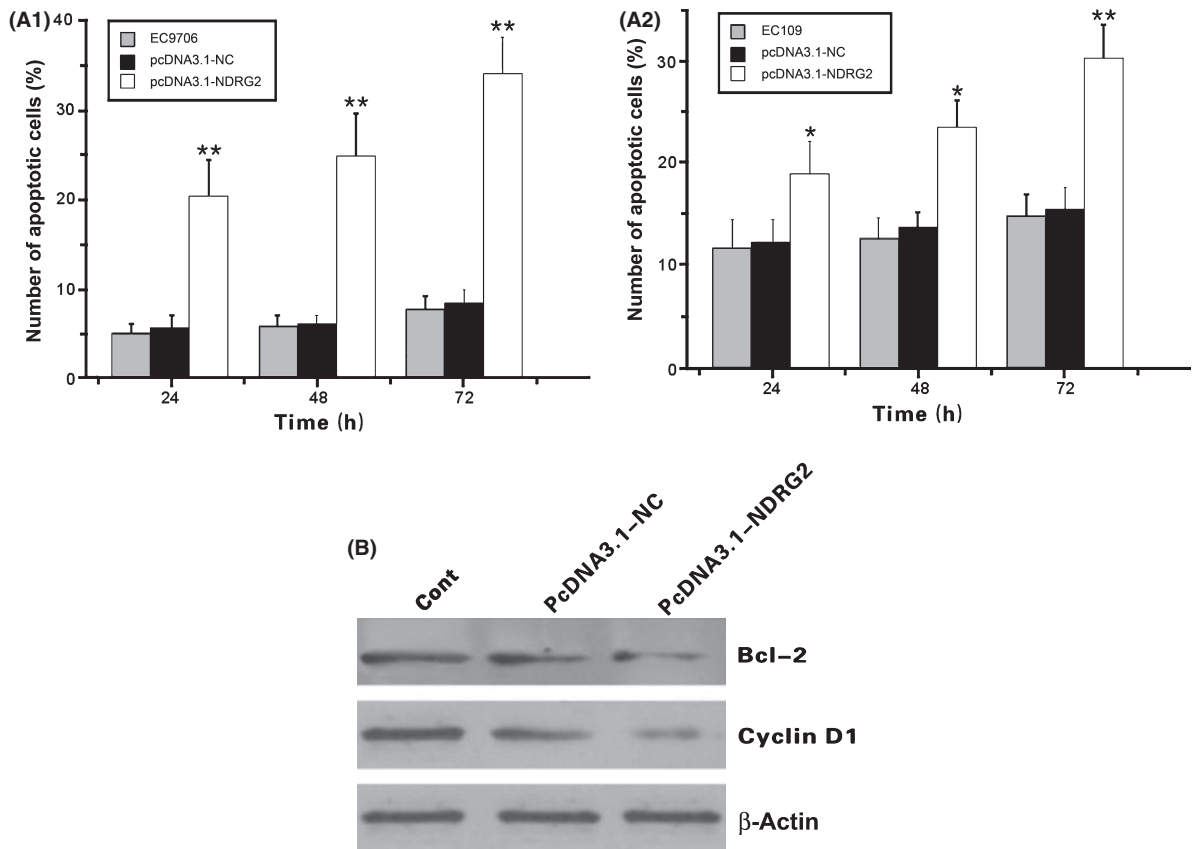 (A1)
40
30
20
10
0
Number of apoptotic cells (%)
EC9706
pcDNA3.1-NC
pcDNA3.1-NDRG2
**
**
**
24
48
72
Time (h)
(A2)
30
20
10
0
Number of apoptotic cells (%)
EC109
pcDNA3.1-NC
pcDNA3.1-NDRG2
*
*
**
24
48
72
Time (h)
(B)
Cont
PcDNA3.1–NC
PcDNA3.1–NDRG2
Bcl–2
Cyclin D1
β-Actin